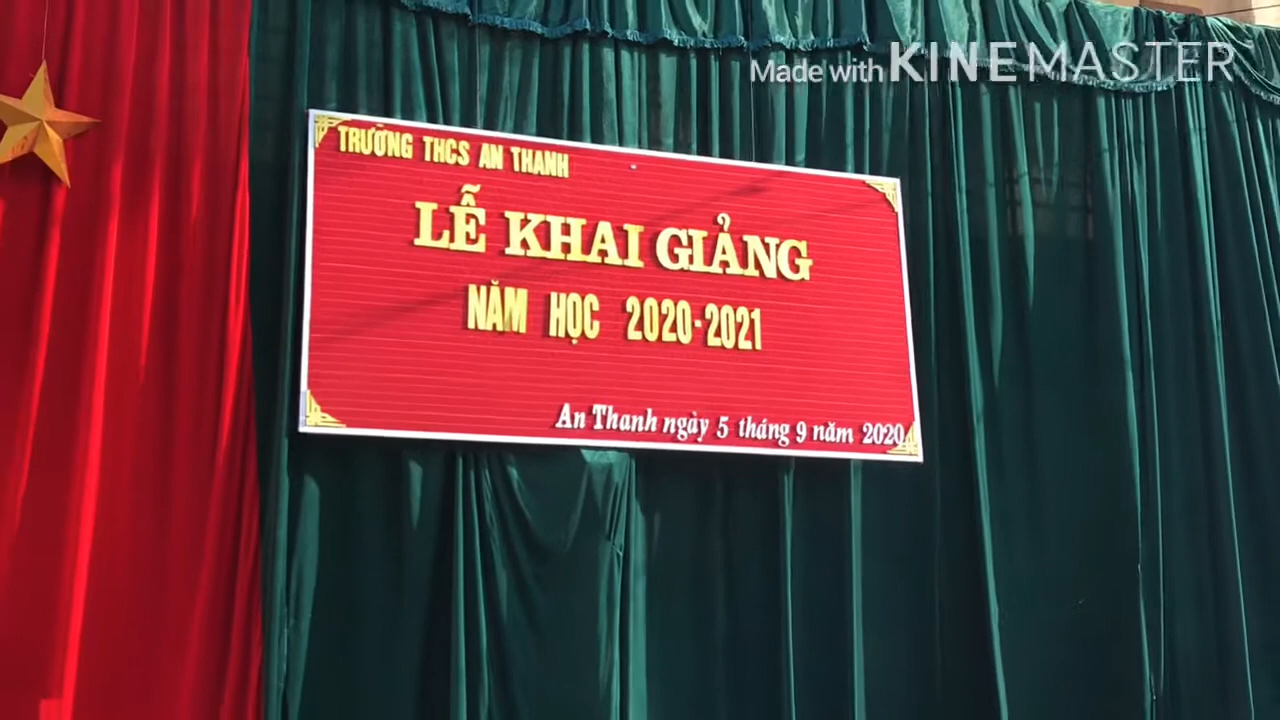 Made with KINEMASTER
TRƯỜNG THCS AN THANH
LỄ KHAI GIẢNG
NĂM HỌC 2020-2021
An Thanh ngày 5 tháng 9 năm 2020